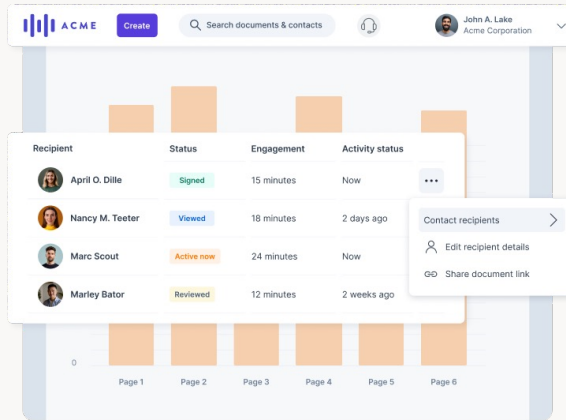 ACME Create Search documents & contacts John A. Lake
Acme Corporation
Recipient Status Engagement Activity status
April O. Dille Signed 15 minutes Now
Nancy M. Teeter Viewed 18 minutes 2 days ago
Marc Scout Active now 24 minutes Now
Marley Bator Reviewed 12 minutes 2 weeks ago
Contact recipients
Edit recipient details
Share document link
0
Page 1 Page 2 Page 3 Page 4 Page 5 Page 6